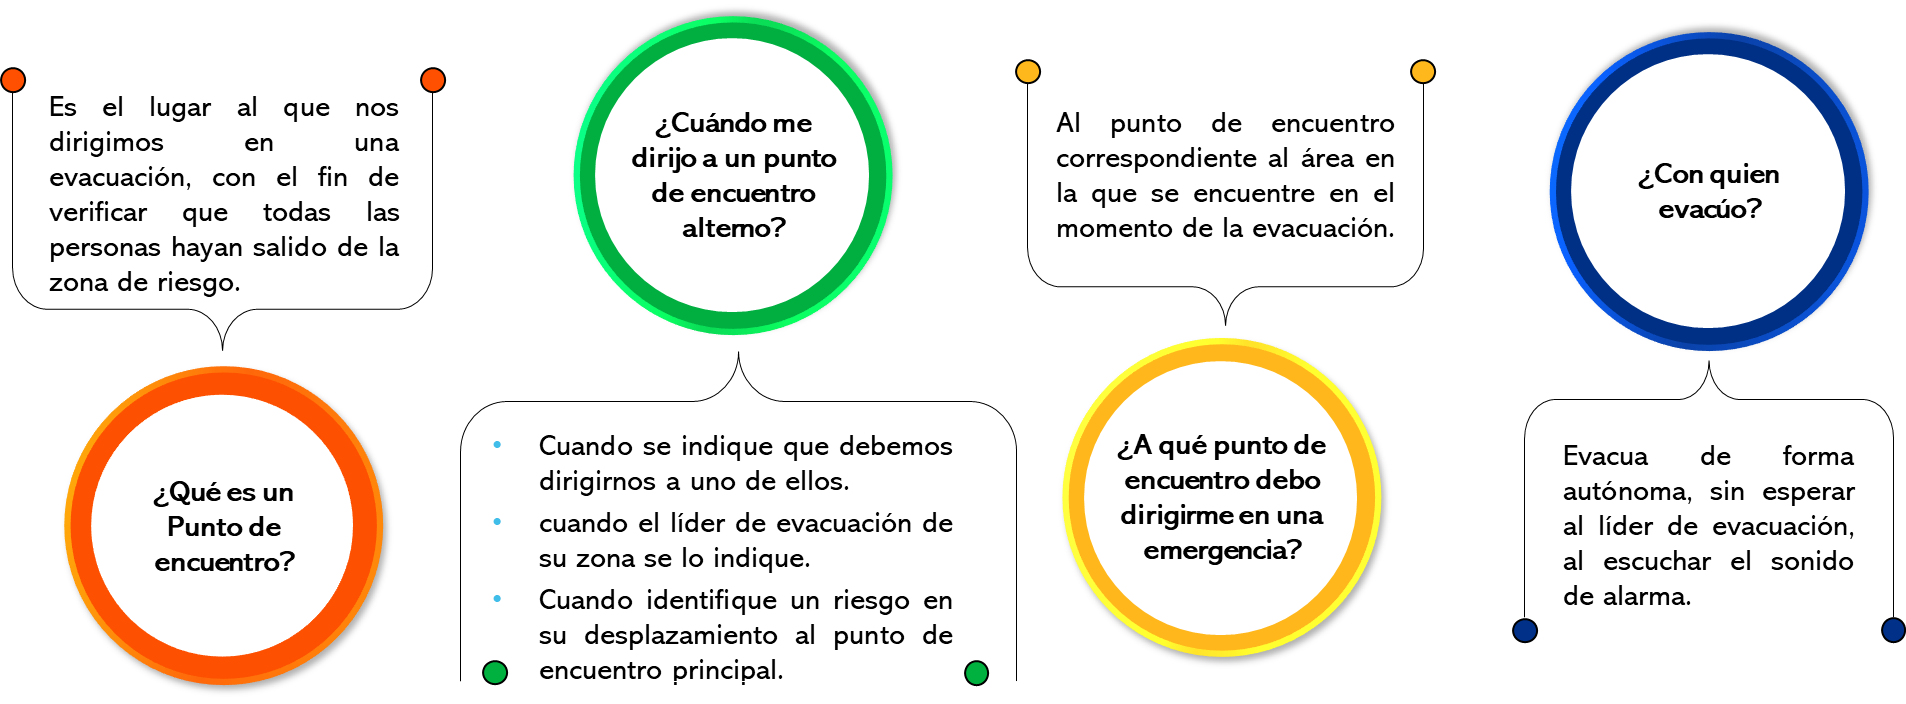 Es el lugar al que nos
dirigimos en una
evacuación, con el fin de
verificar que todas las
personas hayan salido de la
zona de riesgo.
¿Qué es un
Punto de
encuentro?
¿Cuándo me
dirijo a un punto
de encuentro
alterno?
• Cuando se indique que debemos
dirigirnos a uno de ellos.
• cuando el líder de evacuación de
su zona se lo indique.
• Cuando identifique un riesgo en
su desplazamiento al punto de
encuentro principal.
Al punto de encuentro
correspondiente al área en
la que se encuentre en el
momento de la evacuación.
¿A qué punto de
encuentro debo
dirigirme en una
emergencia?
¿Con quien
evacúo?
Evacua de forma
autónoma, sin esperar
al líder de evacuación,
al escuchar el sonido
de alarma.